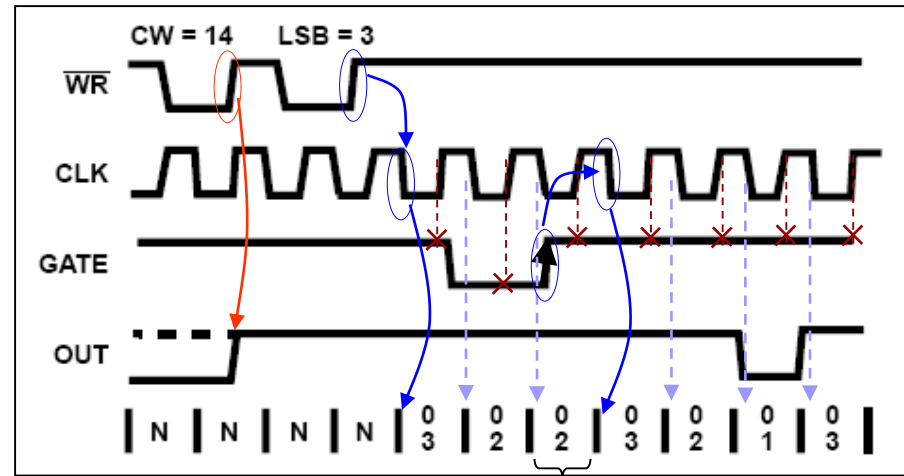 CW = 14 LSB = 3
WR
CLK
GATE
OUT
N N N N 0 0 0 0 0 0 0
3 2 2 3 2 1 3